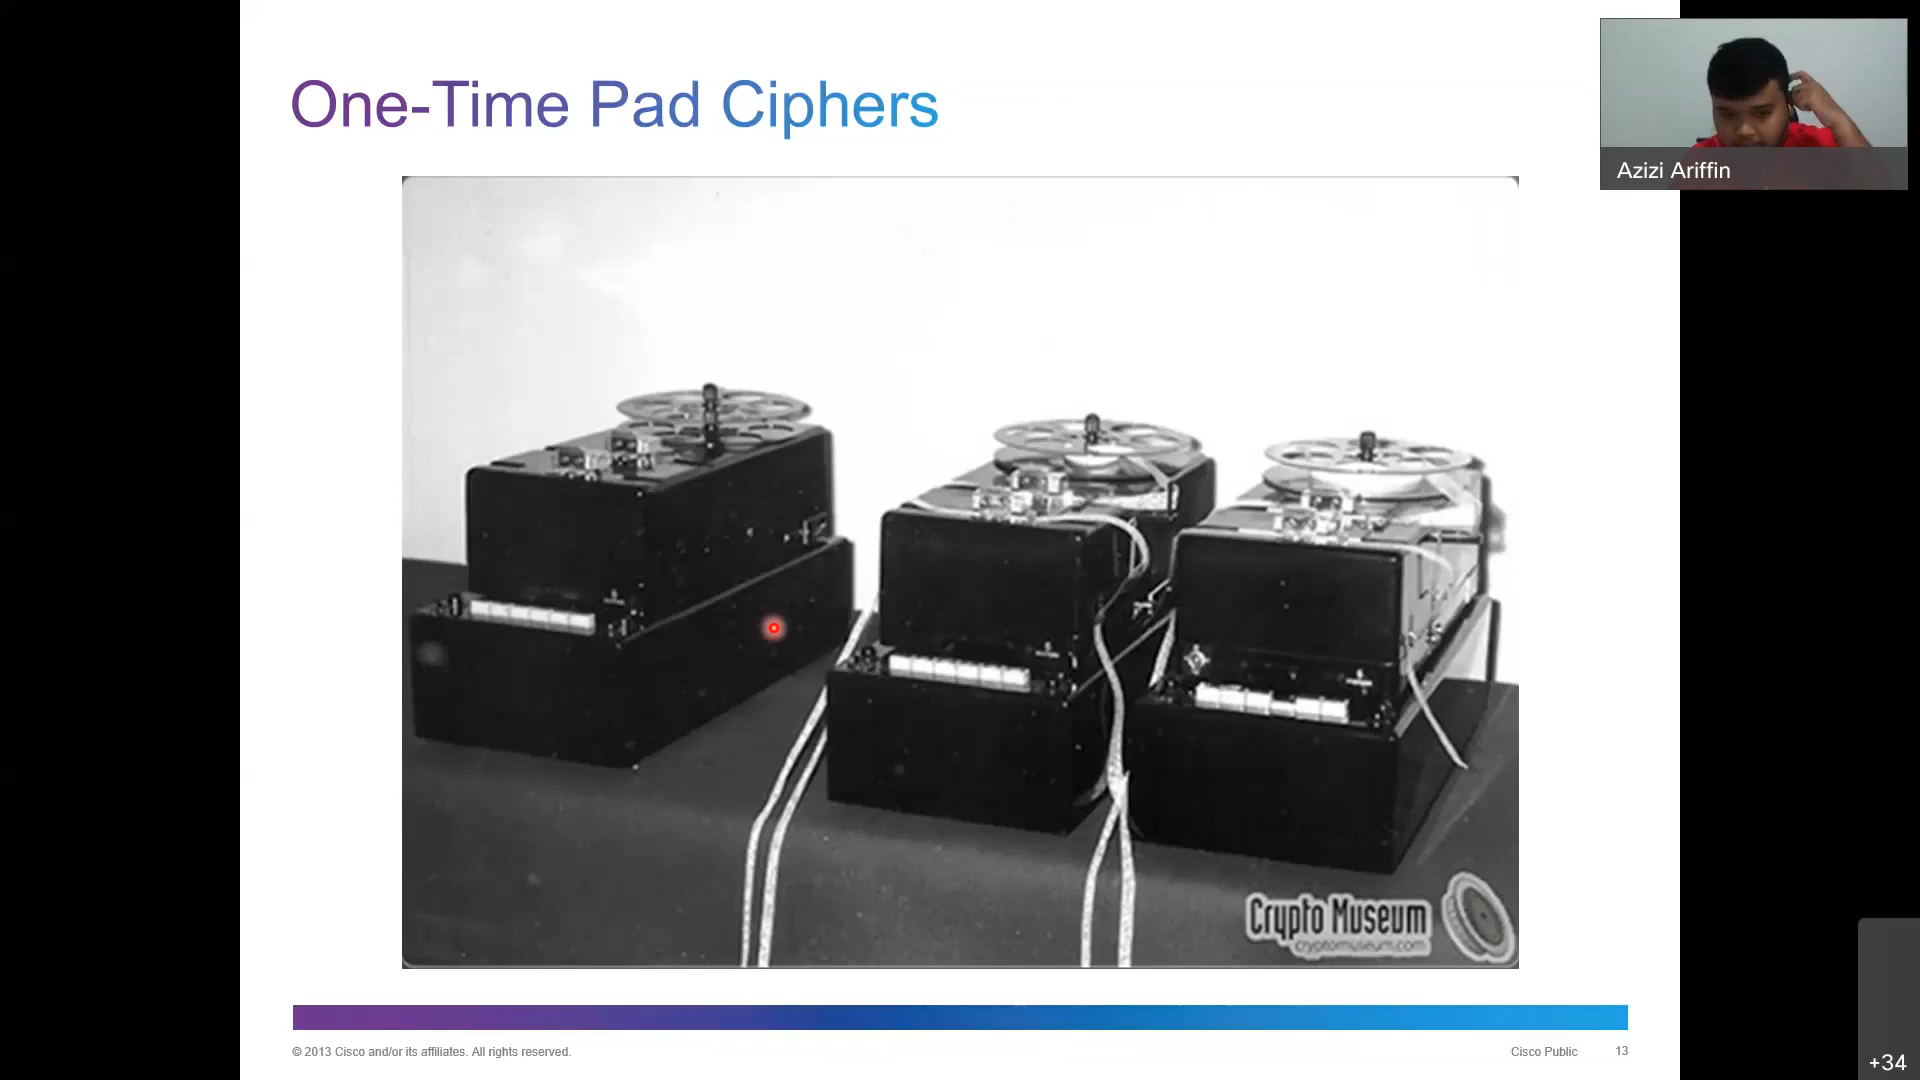 One-Time Pad Ciphers
Azizi Ariffin
Crypto Museum
cryptomuseum.com
© 2013 Cisco and/or its affiliates. All rights reserved.
Cisco Public
13
+34